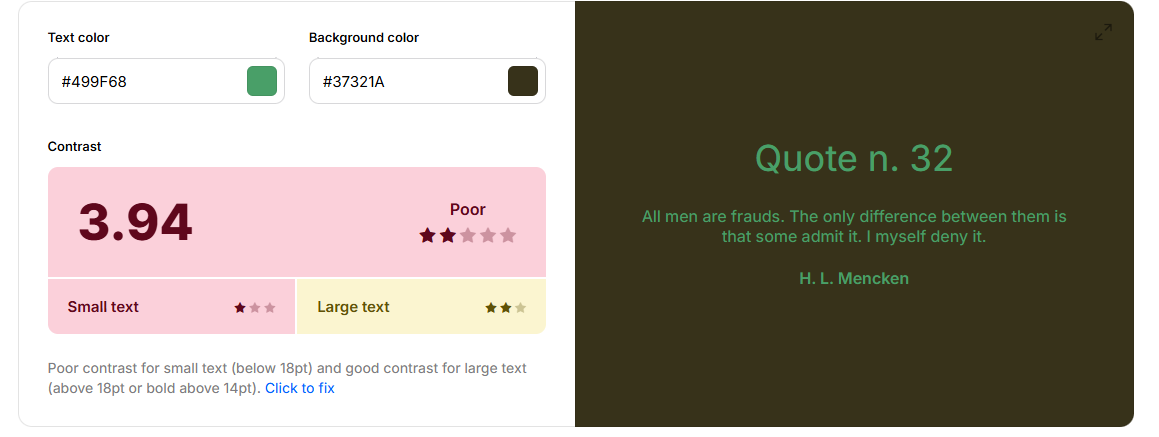 Text color
Background color
#499F68
#37321A
Contrast
3.94
Poor
Small text
Large text
Poor contrast for small text (below 18pt) and good contrast for large text
(above 18pt or bold above 14pt). Click to fix
Quote n. 32
All men are frauds. The only difference between them is
that some admit it. I myself deny it.
H. L. Mencken